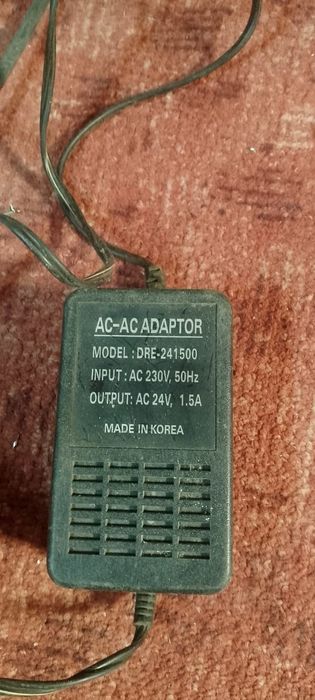 AC-AC ADAPTOR
MODEL : DRE-241500
INPUT : AC 230V, 50Hz
OUTPUT: AC 24V, 1.5A
MADE IN KOREA